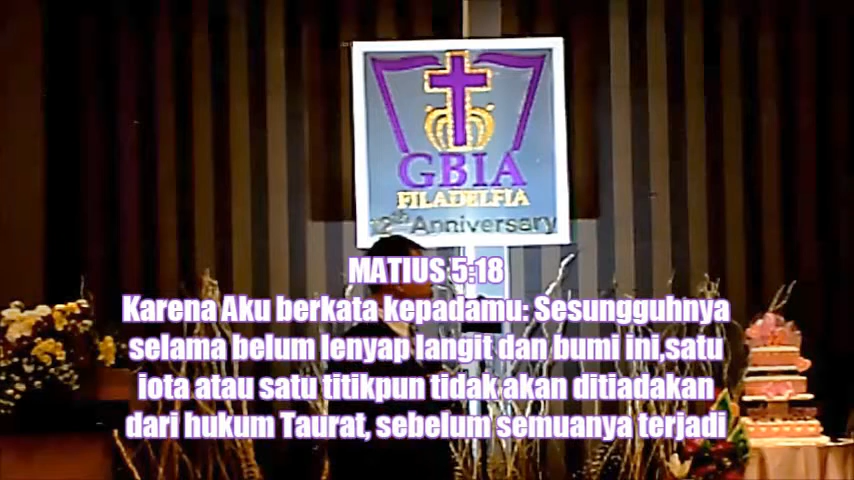 GBIA
FILADELFIA
12th Anniversary
MATIUS 5:18
Karena Aku berkata kepadamu: Sesungguhnya
selama belum lenyap langit dan bumi ini,satu
iota atau satu titikpun tidak akan ditiadakan
dari hukum Taurat, sebelum semuanya terjadi